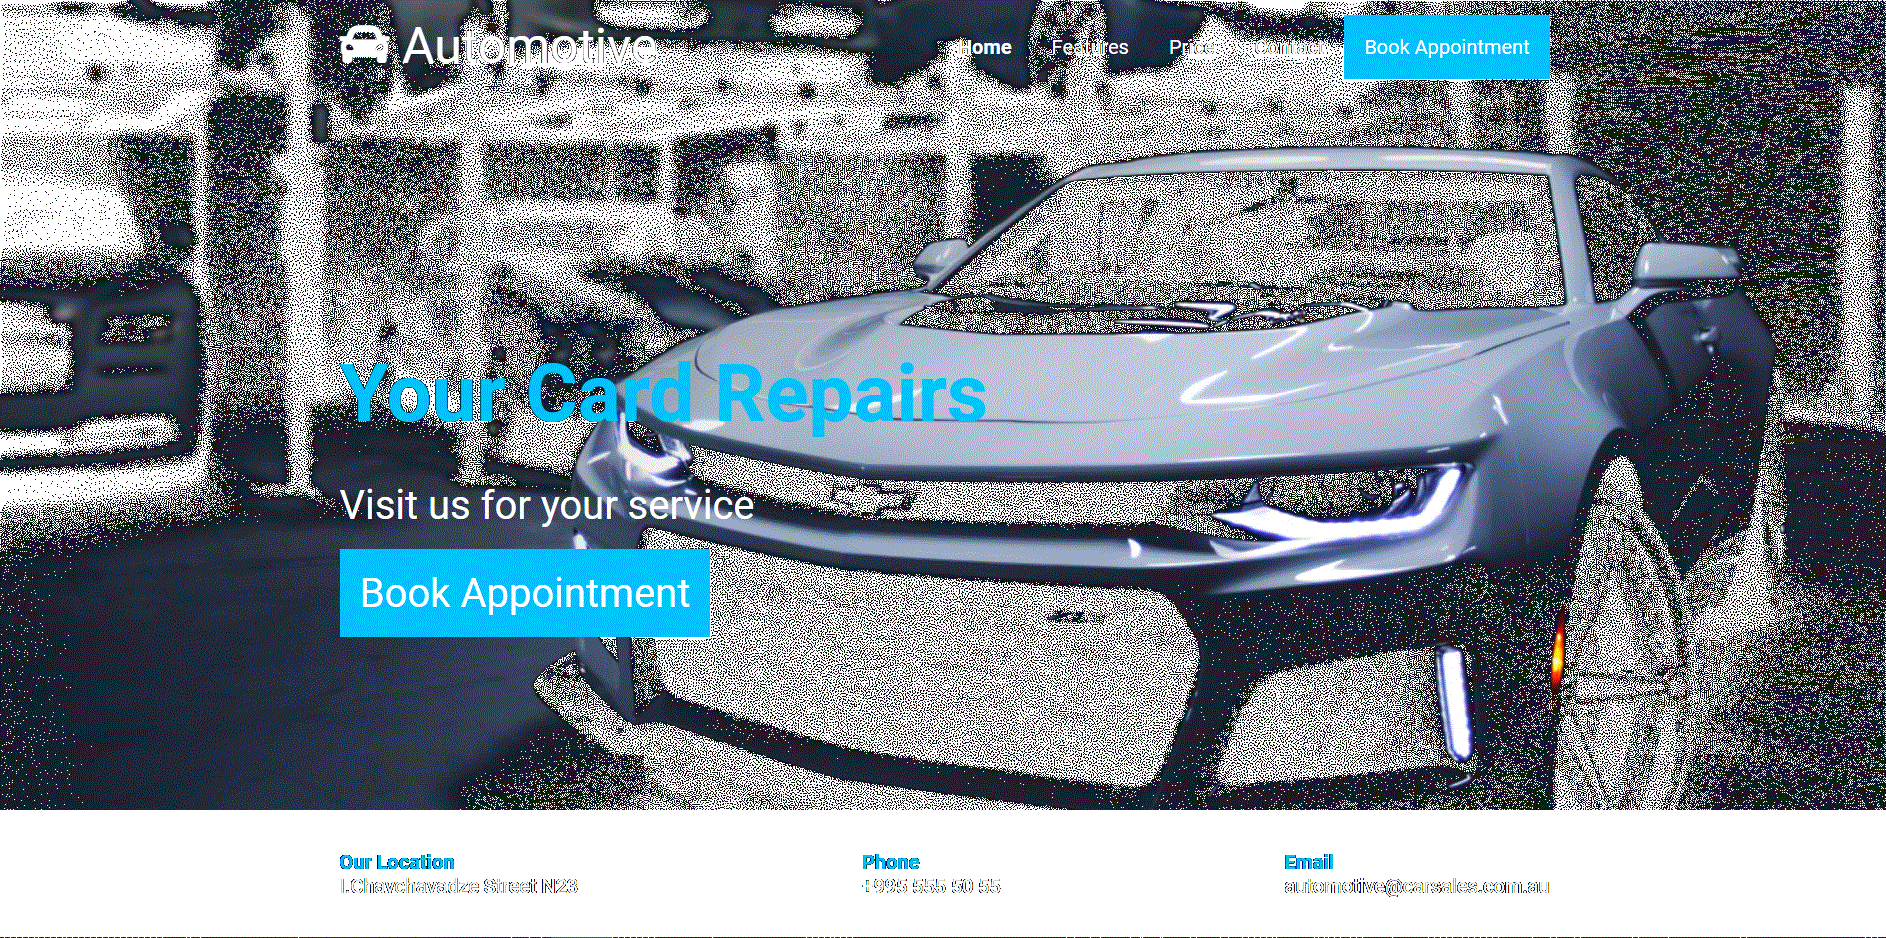 Automotive
Home Features Prices Contact Book Appointment
Your Card Repairs
Visit us for your service
Book Appointment
Our Location Phone Email
I.Chavchavadze Street N23 +995 555 50 55 automotive@carsales.com.au